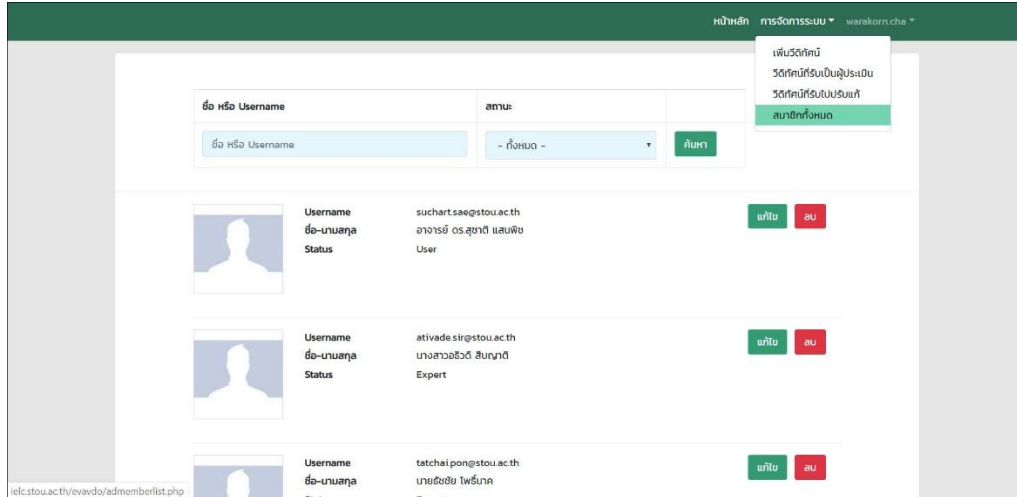 หน้าหลัก การจัดการระบบ warakorn.cha
เพิ่มวีดิทัศน์
วีดิทัศน์ที่รับเป็นผู้ประเมิน
วีดิทัศน์ที่รับไปปรับแก้
สมาชิกทั้งหมด
ชื่อ หรือ Username สถานะ
ชื่อ หรือ Username - ทั้งหมด - ค้นหา
Username suchart.sae@stou.ac.th แก้ไข ลบ
ชื่อ-นามสกุล อาจารย์ ดร.สุชาติ แสนพิช
Status User
Username ativade.sir@stou.ac.th แก้ไข ลบ
ชื่อ-นามสกุล นางสาวอธิวดี สิบญาติ
Status Expert
Username tatchai.pon@stou.ac.th แก้ไข ลบ
ชื่อ-นามสกุล นายธัชชัย โพธิ์นาค
ielc.stou.ac.th/evavdo/admemberlist.php